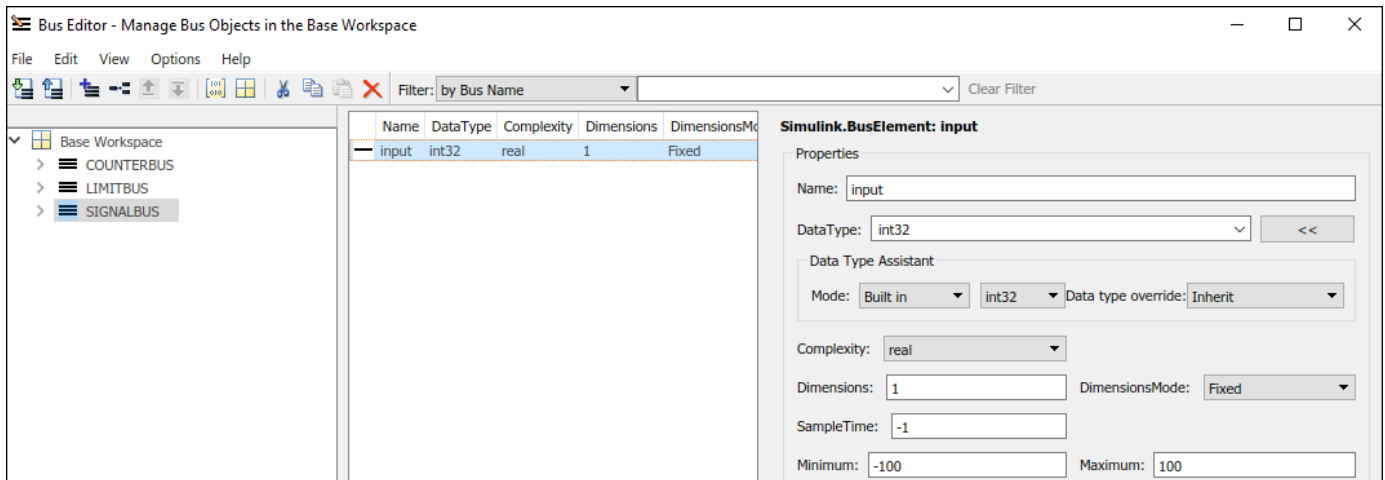 Bus Editor - Manage Bus Objects in the Base Workspace
File Edit View Options Help
Filter: by Bus Name Clear Filter
Base Workspace
COUNTERBUS
LIMITBUS
SIGNALBUS
Name DataType Complexity Dimensions DimensionsMo
input int32 real 1 Fixed
Simulink.BusElement: input
Properties
Name: input
DataType: int32 <<
Data Type Assistant
Mode: Built in int32 Data type override: Inherit
Complexity: real
Dimensions: 1 DimensionsMode: Fixed
SampleTime: -1
Minimum: -100 Maximum: 100